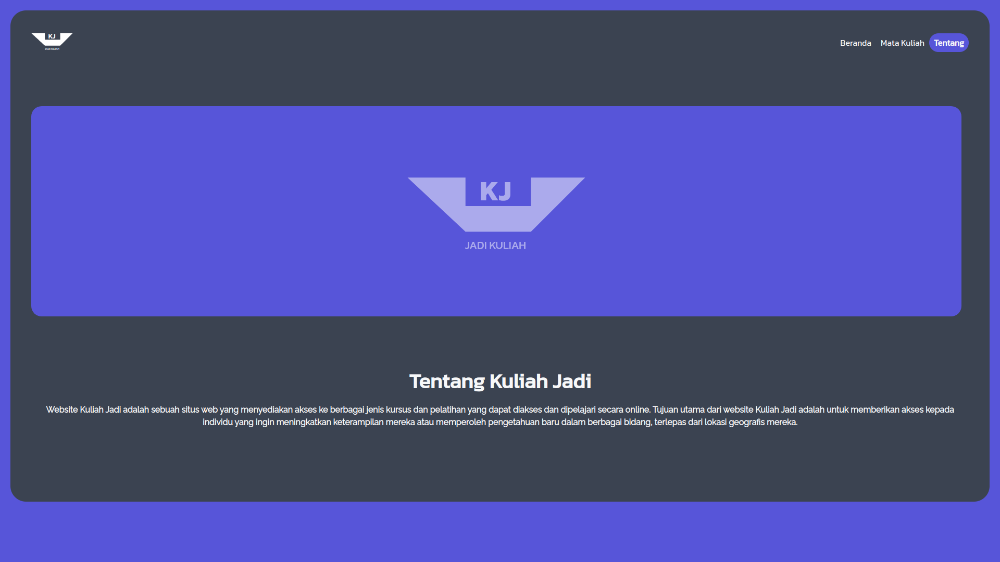 KJ
JADI KULIAH
Beranda
Mata Kuliah
Tentang
KJ
JADI KULIAH
Tentang Kuliah Jadi
Website Kuliah Jadi adalah sebuah situs web yang menyediakan akses ke berbagai jenis kursus dan pelatihan yang dapat diakses dan dipelajari secara online. Tujuan utama dari website Kuliah Jadi adalah untuk memberikan akses kepada
individu yang ingin meningkatkan keterampilan mereka atau memperoleh pengetahuan baru dalam berbagai bidang, terlepas dari lokasi geografis mereka.